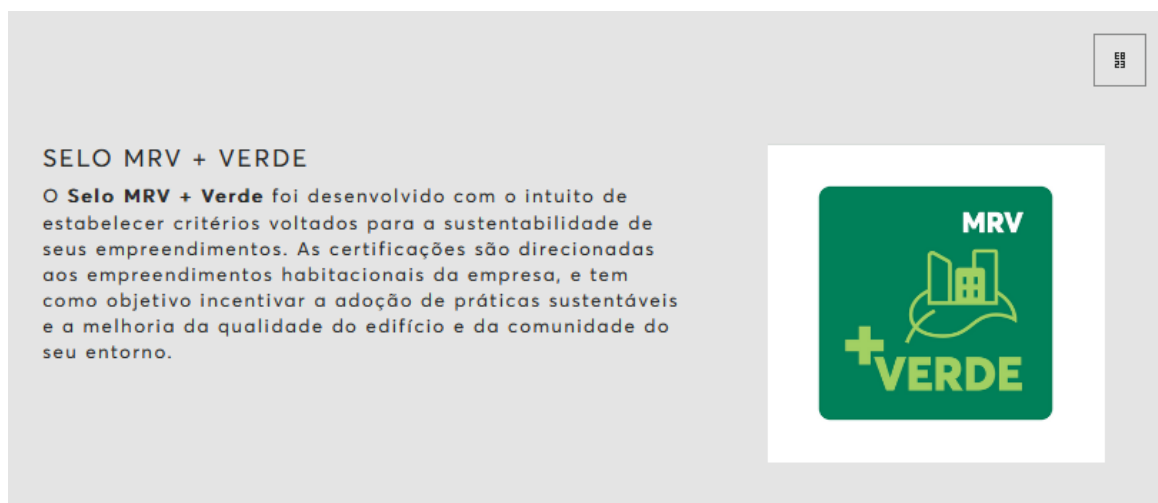 EB
23
SELO MRV + VERDE
O Selo MRV + Verde foi desenvolvido com o intuito de
estabelecer critérios voltados para a sustentabilidade de
seus empreendimentos. As certificações são direcionadas
aos empreendimentos habitacionais da empresa, e tem
como objetivo incentivar a adoção de práticas sustentáveis
e a melhoria da qualidade do edifício e da comunidade do
seu entorno.
MRV
+VERDE